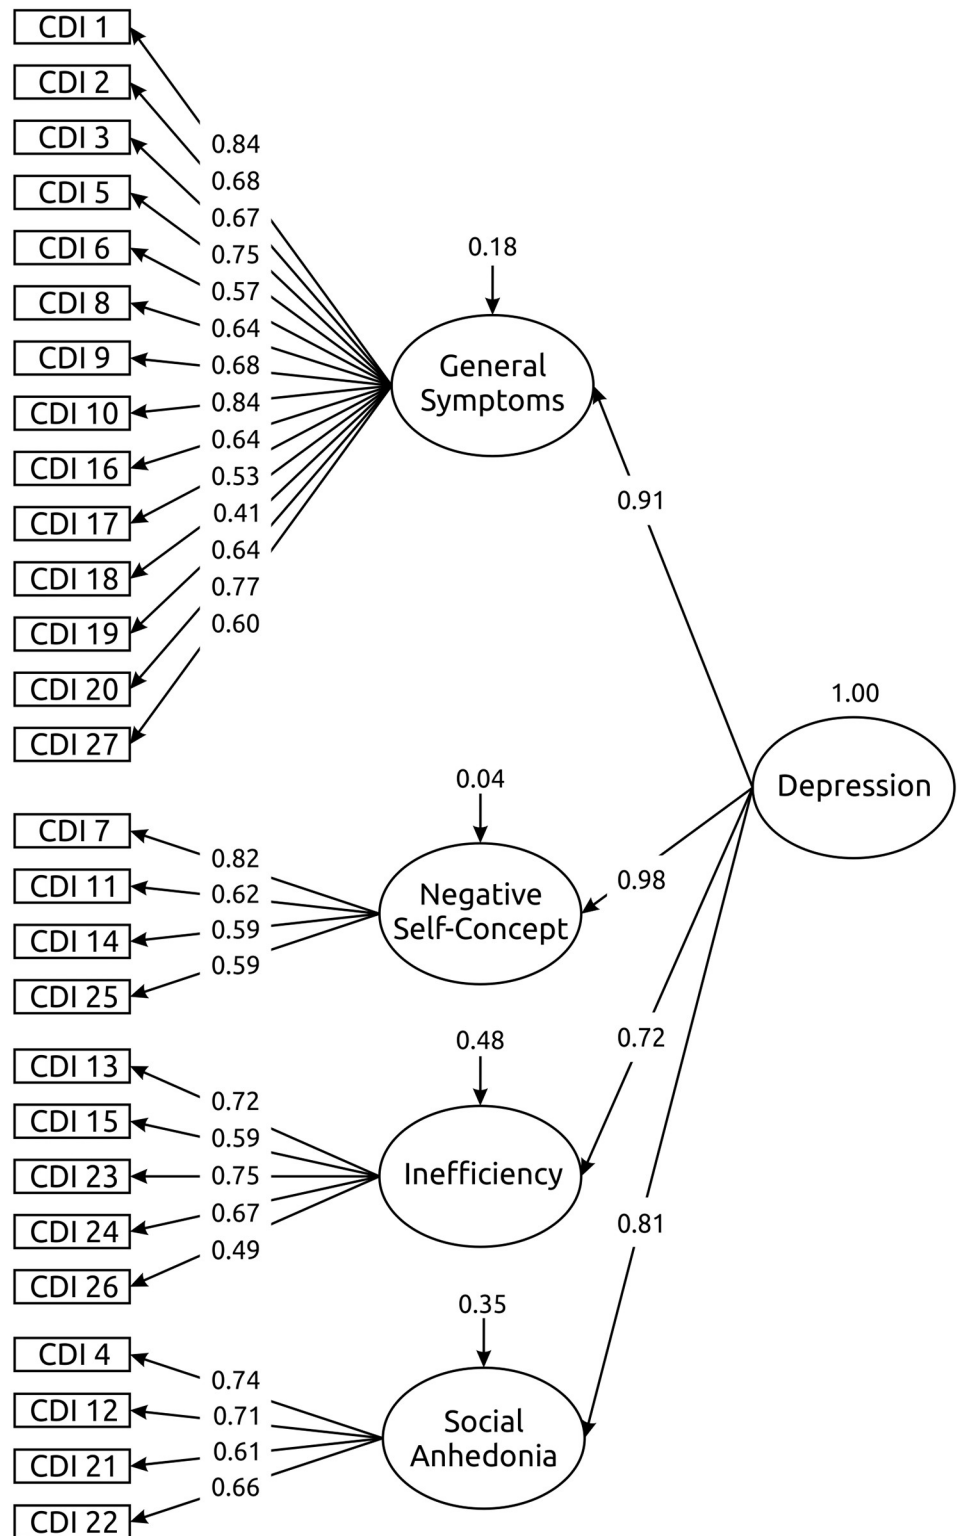 CDI 1
CDI 2
CDI 3
CDI 5
CDI 6
CDI 8
CDI 9
CDI 10
CDI 16
CDI 17
CDI 18
CDI 19
CDI 20
CDI 27
0.84
0.68
0.67
0.75
0.57
0.64
0.68
0.84
0.64
0.53
0.41
0.64
0.77
0.60
0.18
General
Symptoms
0.91
1.00
Depression
CDI 7
CDI 11
CDI 14
CDI 25
0.82
0.62
0.59
0.59
0.04
Negative
Self-Concept
0.98
CDI 13
CDI 15
CDI 23
CDI 24
CDI 26
0.72
0.59
0.75
0.67
0.49
0.48
Inefficiency
0.72
CDI 4
CDI 12
CDI 21
CDI 22
0.74
0.71
0.61
0.66
0.35
Social
Anhedonia
0.81